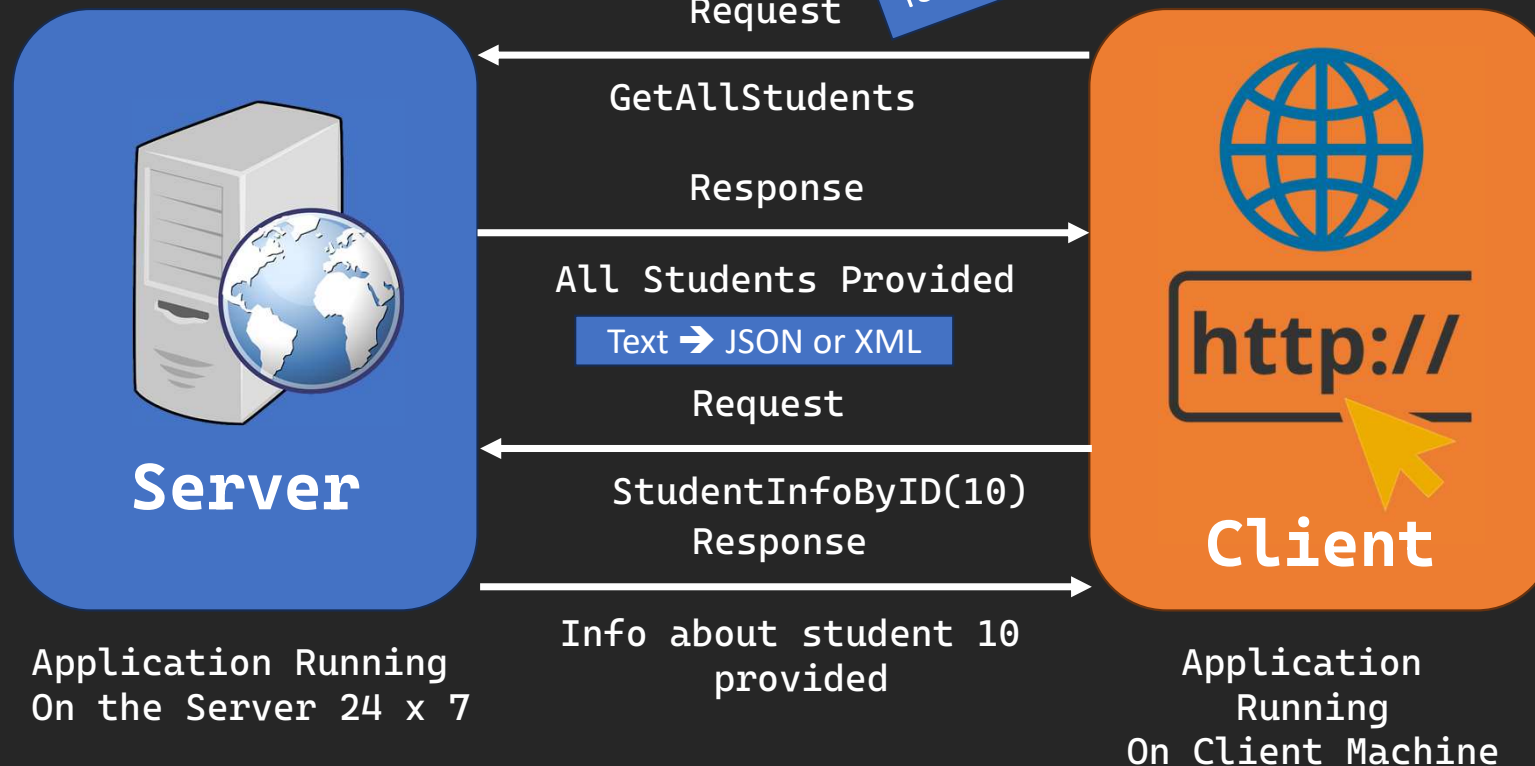 Request
GetAllStudents
Response
All Students Provided
Text ➔ JSON or XML
Request
StudentInfoByID(10)
Response
Info about student 10
provided
Server
Application Running
On the Server 24 x 7
http://
Client
Application
Running
On Client Machine